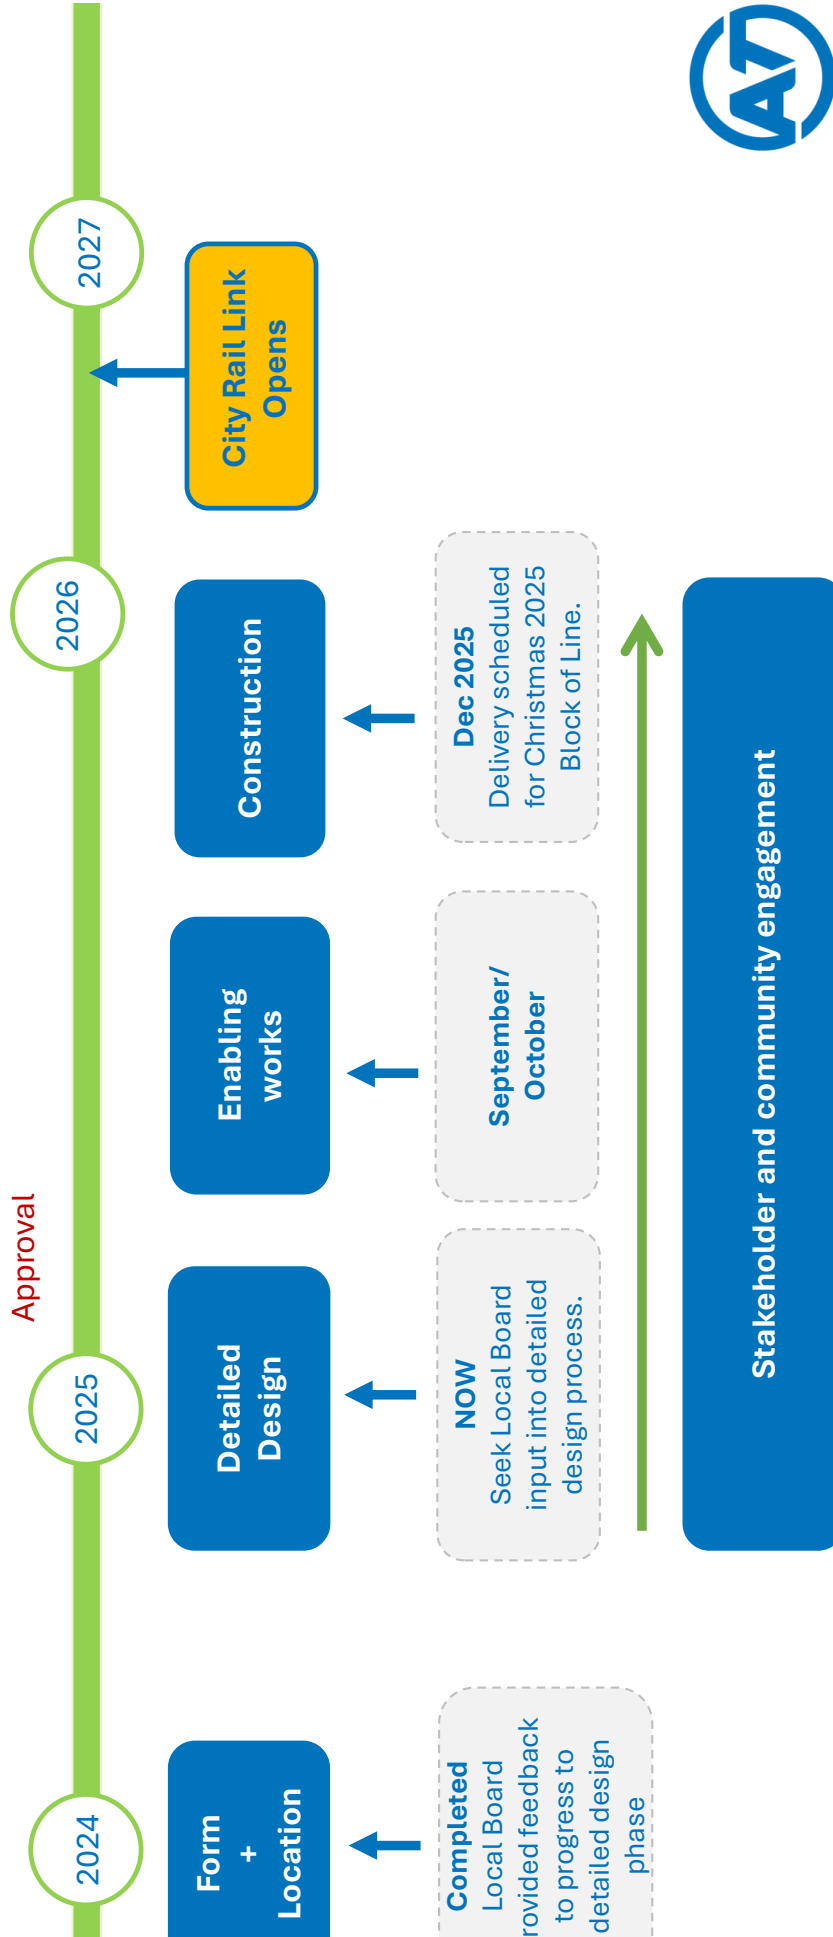 Approval
2024
2025
2026
2027
Form
+
Location
Detailed
Design
Enabling
works
Construction
City Rail Link
Opens
Completed
Local Board
rovided feedback
to progress to
detailed design
phase
NOW
Seek Local Board
input into detailed
design process.
September/
October
Dec 2025
Delivery scheduled
for Christmas 2025
Block of Line.
Stakeholder and community engagement
AT